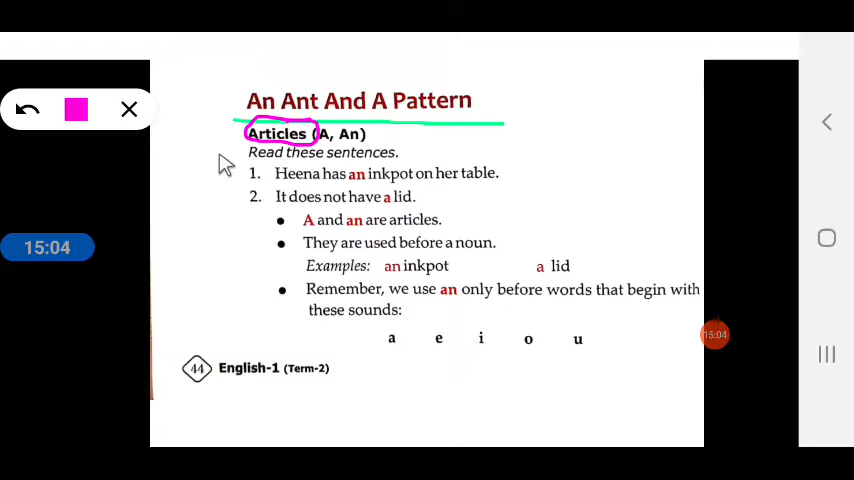 An Ant And A Pattern
Articles (A, An)
Read these sentences.
1. Heena has an inkpot on her table.
2. It does not have a lid.
• A and an are articles.
• They are used before a noun.
Examples: an inkpot a lid
• Remember, we use an only before words that begin with
these sounds:
a e i o u
44 English-1 (Term-2)
15:04
15:04